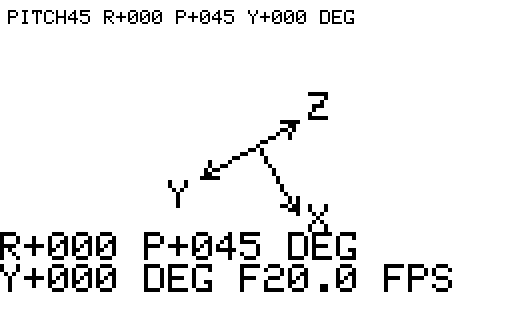 PITCH45 R+000 P+045 Y+000 DEG
Z
Y
X
R+000 P+045 DEG
Y+000 DEG F20.0 FPS